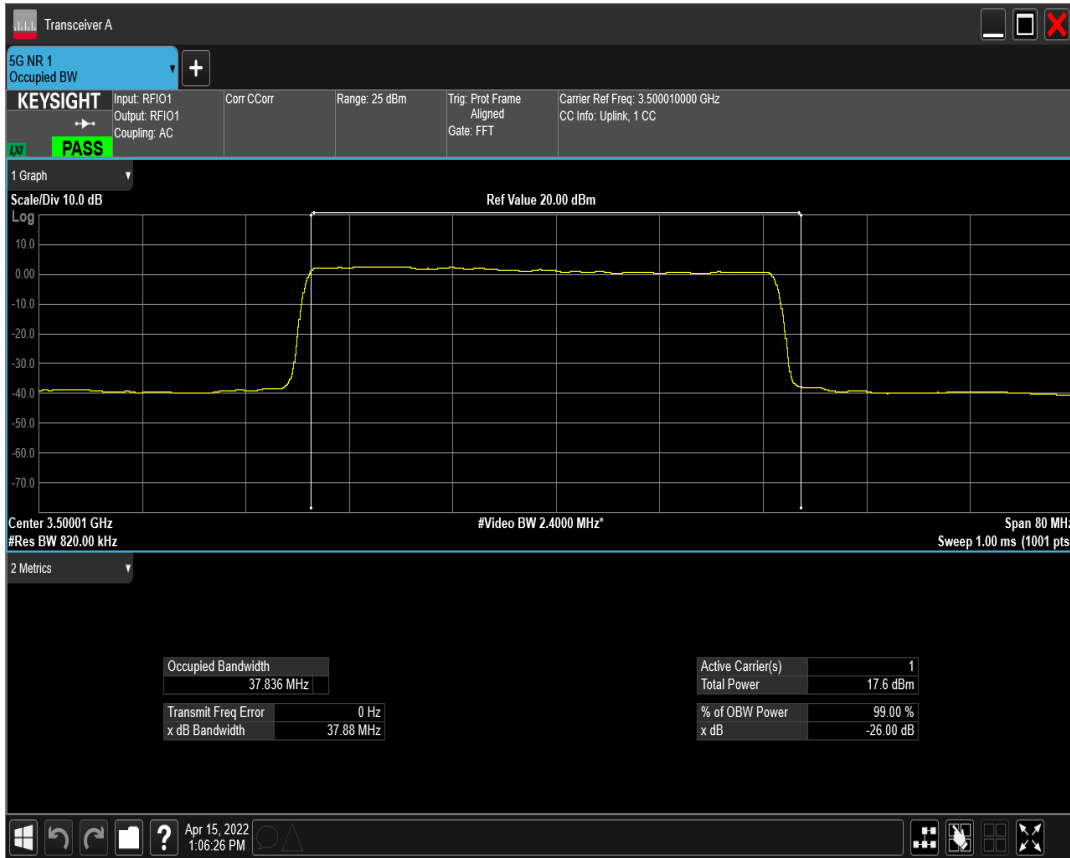 Transceiver A
5G NR 1
Occupied BW
+
KEYSIGHT
Input: RFIO1
Output: RFIO1
Coupling: AC
Corr CCorr
Range: 25 dBm
Trig: Prot Frame
Aligned
Gate: FFT
Carrier Ref Freq: 3.500010000 GHz
CC Info: Uplink, 1 CC
LXI
PASS
1 Graph
Scale/Div 10.0 dB
Ref Value 20.00 dBm
Log
10.0
0.00
-10.0
-20.0
-30.0
-40.0
-50.0
-60.0
-70.0
Center 3.50001 GHz
#Video BW 2.4000 MHz*
Span 80 MHz
#Res BW 820.00 kHz
Sweep 1.00 ms (1001 pts
2 Metrics
Occupied Bandwidth
37.836 MHz
Transmit Freq Error 0 Hz
x dB Bandwidth 37.88 MHz
Active Carrier(s) 1
Total Power 17.6 dBm
% of OBW Power 99.00 %
x dB -26.00 dB
?
Apr 15, 2022
1:06:26 PM